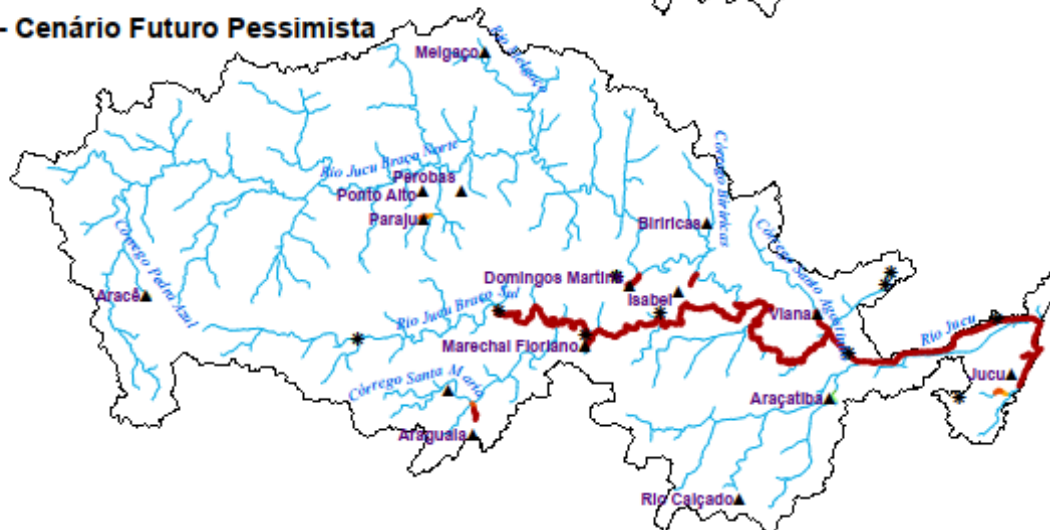 - Cenário Futuro Pessimista
Melgaço
Rio Melgaço
Rio Jucu Braço Norte
Perobas
Ponto Alto
Paraju
Córrego Biriricas
Biriricas
Córrego Pedro Azul
Aracê
Domingos Martins
Isabel
Córrego Santo Agostinho
Viana
Rio Jucu Braço Sul
Marechal Floriano
Rio Jucu
Jucu
Córrego Santa Maria
Araguaia
Araçatiba
Rio Calçado